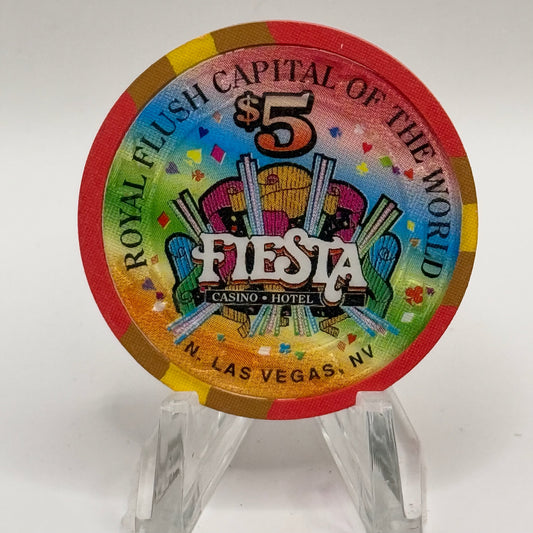 ROYAL FLUSH CAPITAL OF THE WORLD
$5
FIESTA
CASINO • HOTEL
N. LAS VEGAS, NV